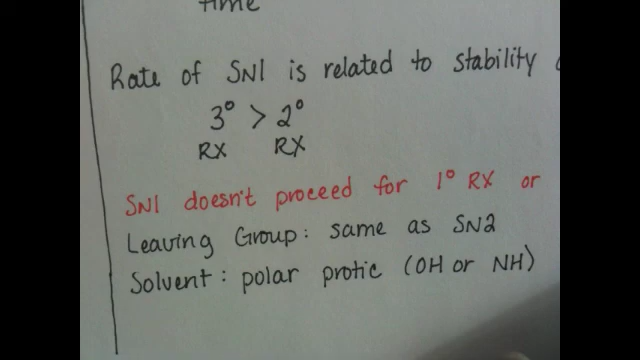 time
Rate of SN1 is related to stability
3° > 2°
RX RX
SN1 doesn't proceed for 1° RX or
Leaving Group: same as SN2
Solvent: polar protic (OH or NH)